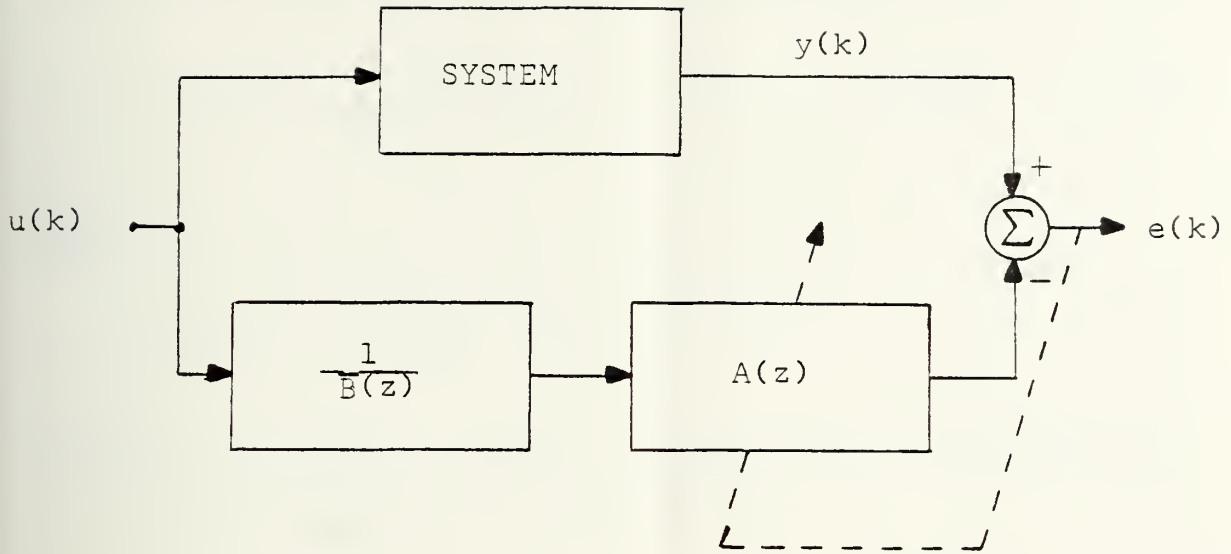 SYSTEM
y(k)
+
u(k)
Σ
e(k)
−
1
B(z)
A(z)